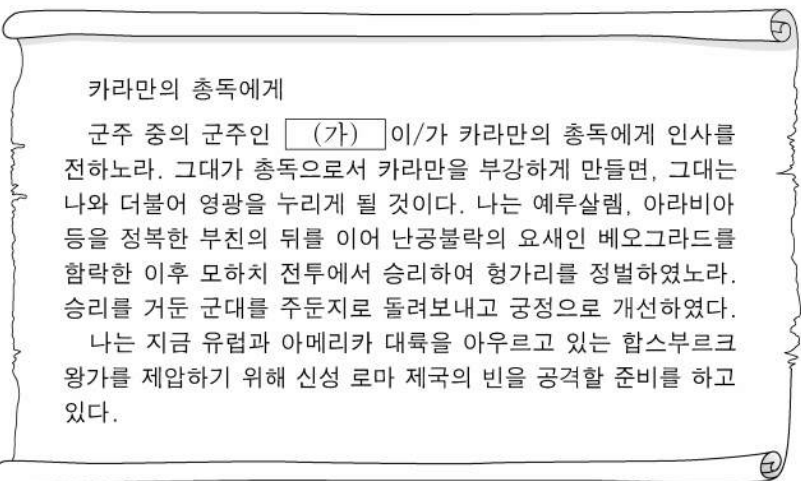 카라만의 총독에게
군주 중의 군주인 (가) 이/가 카라만의 총독에게 인사를
전하노라. 그대가 총독으로서 카라만을 부강하게 만들면, 그대는
나와 더불어 영광을 누리게 될 것이다. 나는 예루살렘, 아라비아
등을 정복한 부친의 뒤를 이어 난공불락의 요새인 베오그라드를
함락한 이후 모하치 전투에서 승리하여 헝가리를 정벌하였노라.
승리를 거둔 군대를 주둔지로 돌려보내고 궁정으로 개선하였다.
나는 지금 유럽과 아메리카 대륙을 아우르고 있는 합스부르크
왕가를 제압하기 위해 신성 로마 제국의 빈을 공격할 준비를 하고
있다.